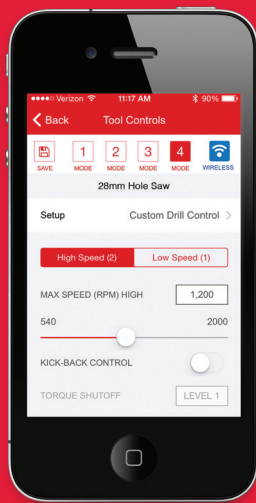 Verizon 11:17 AM 90%
Back Tool Controls
1 2 3 4
SAVE MODE MODE MODE MODE WIRELESS
28mm Hole Saw
Setup Custom Drill Control
High Speed (2) Low Speed (1)
MAX SPEED (RPM) HIGH 1,200
540 2000
KICK-BACK CONTROL
TORQUE SHUTOFF LEVEL 1